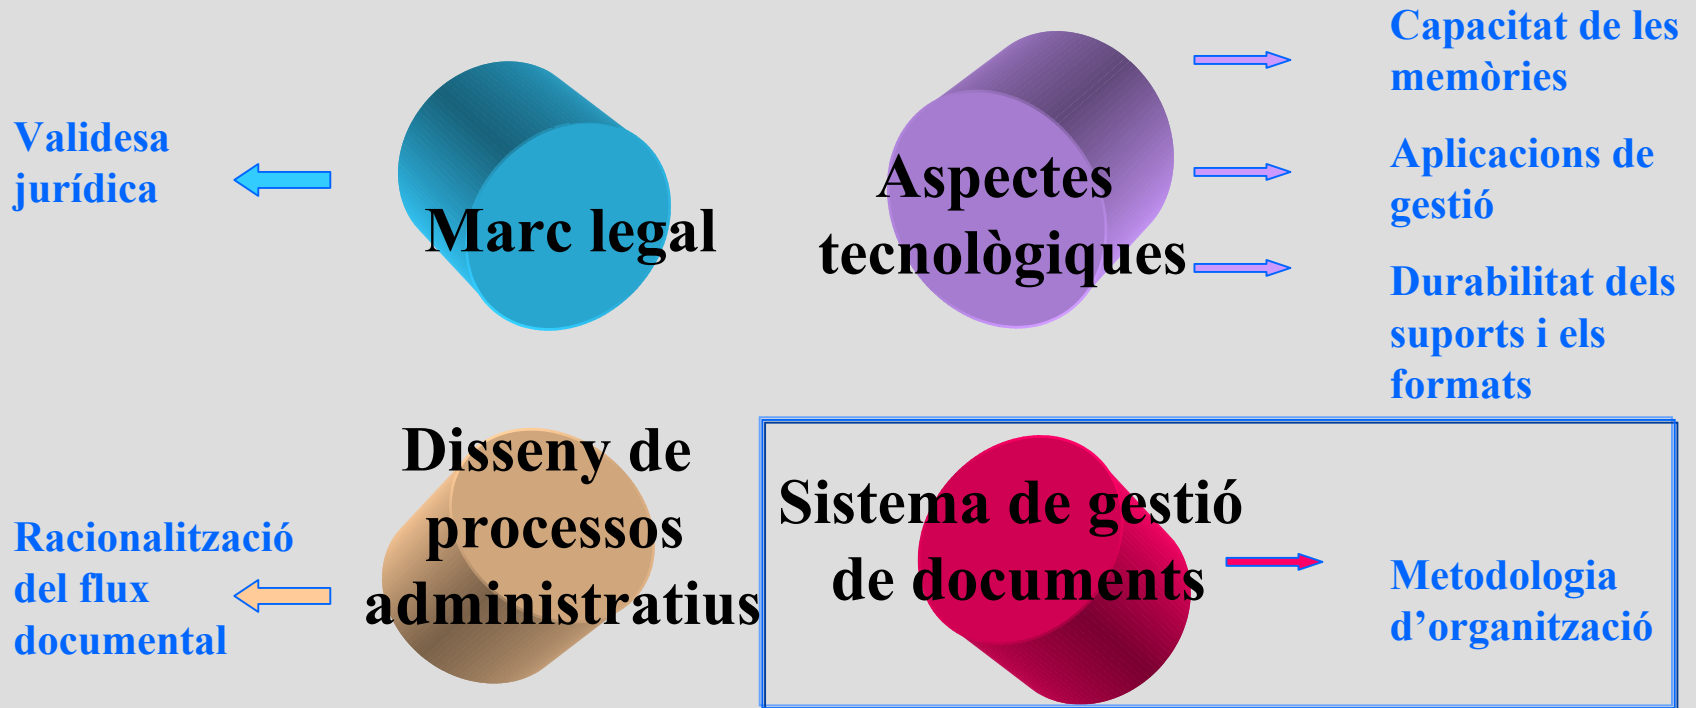 Validesa
jurídica
Marc legal
Aspectes
tecnològiques
Capacitat de les
memòries
Aplicacions de
gestió
Durabilitat dels
suports i els
formats
Racionalització
del flux
documental
Disseny de
processos
administratius
Sistema de gestió
de documents
Metodologia
d’organització